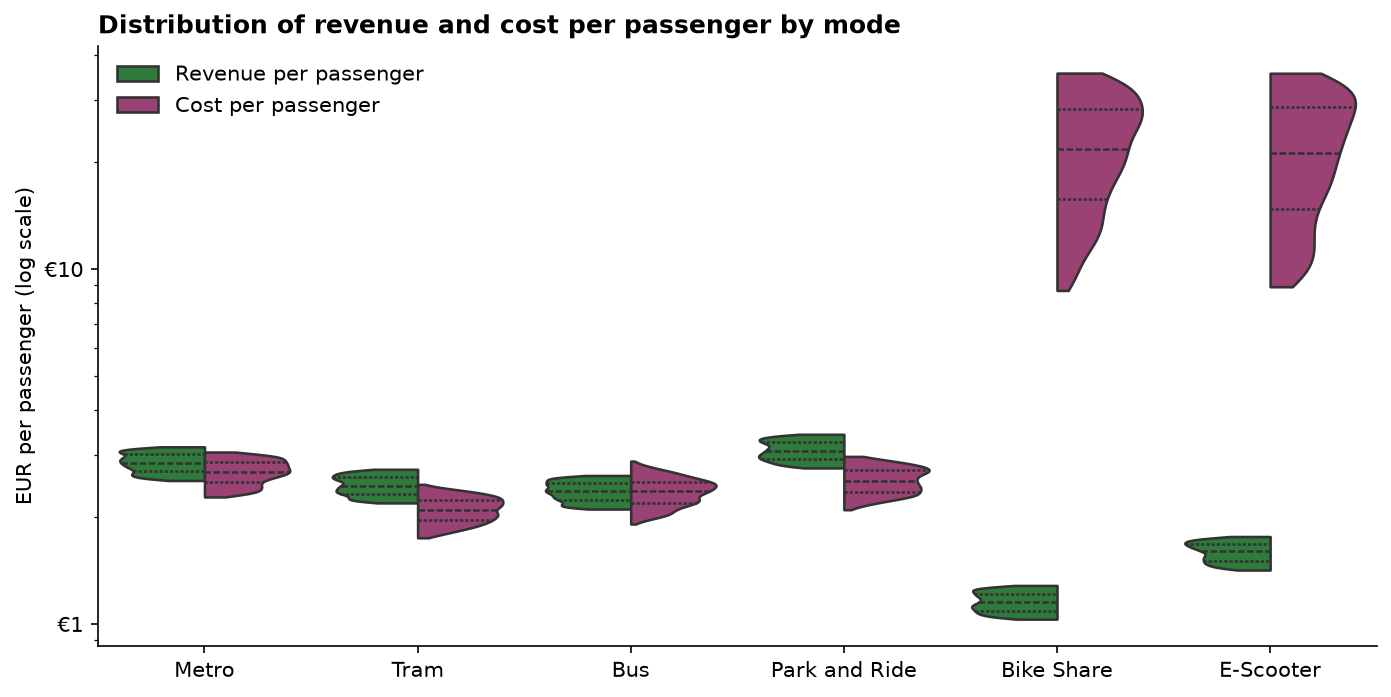 Distribution of revenue and cost per passenger by mode
Revenue per passenger
Cost per passenger
EUR per passenger (log scale)
€10
€1
Metro
Tram
Bus
Park and Ride
Bike Share
E-Scooter